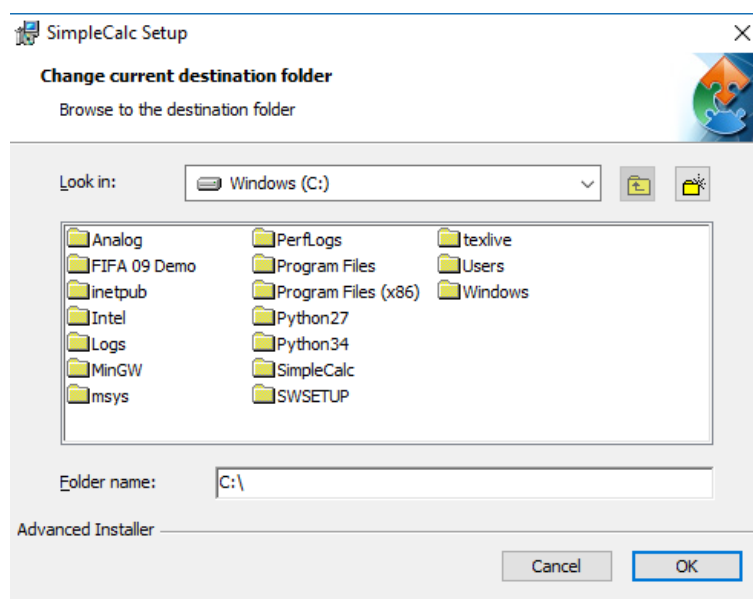 SimpleCalc Setup
Change current destination folder
Browse to the destination folder
Look in:
Windows (C:)
Analog
FIFA 09 Demo
inetpub
Intel
Logs
MinGW
msys
PerfLogs
Program Files
Program Files (x86)
Python27
Python34
SimpleCalc
SWSETUP
texlive
Users
Windows
Folder name:
C:\
Advanced Installer
Cancel
OK